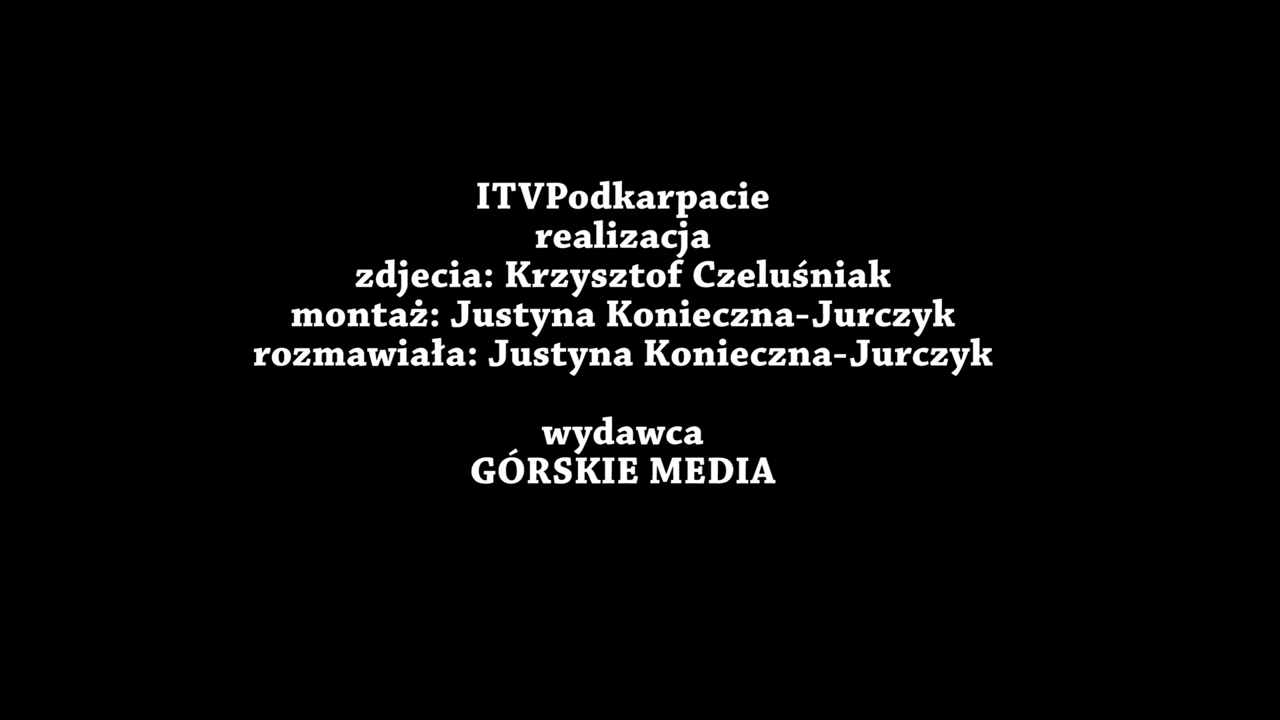 ITVPodkarpacie
realizacja
zdjecia: Krzysztof Czeluśniak
montaż: Justyna Konieczna-Jurczyk
rozmawiała: Justyna Konieczna-Jurczyk
wydawca
GÓRSKIE MEDIA